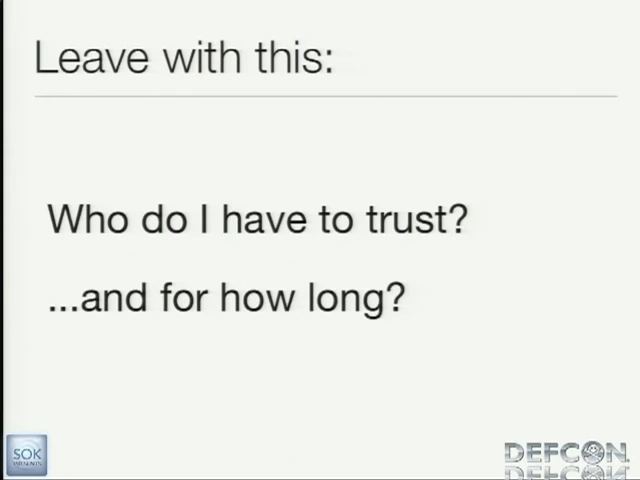 Leave with this:
Who do I have to trust?
...and for how long?
SOK
DEFCON